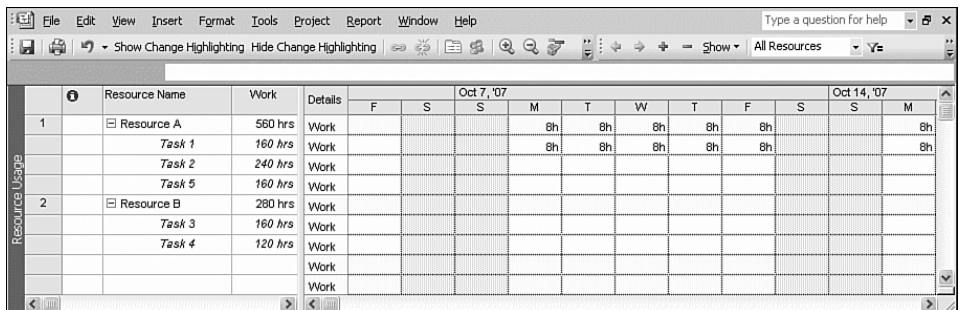 File Edit View Insert Format Tools Project Report Window Help Type a question for help
Show Change Highlighting Hide Change Highlighting Show All Resources
Resource Name Work Details Oct 7, '07 Oct 14, '07
F S S M T W T F S S M
1 Resource A 560 hrs Work 8h 8h 8h 8h 8h 8h
Task 1 160 hrs Work 8h 8h 8h 8h 8h 8h
Task 2 240 hrs Work
Task 5 160 hrs Work
2 Resource B 280 hrs Work
Task 3 160 hrs Work
Task 4 120 hrs Work
Work
Work
Resource Usage